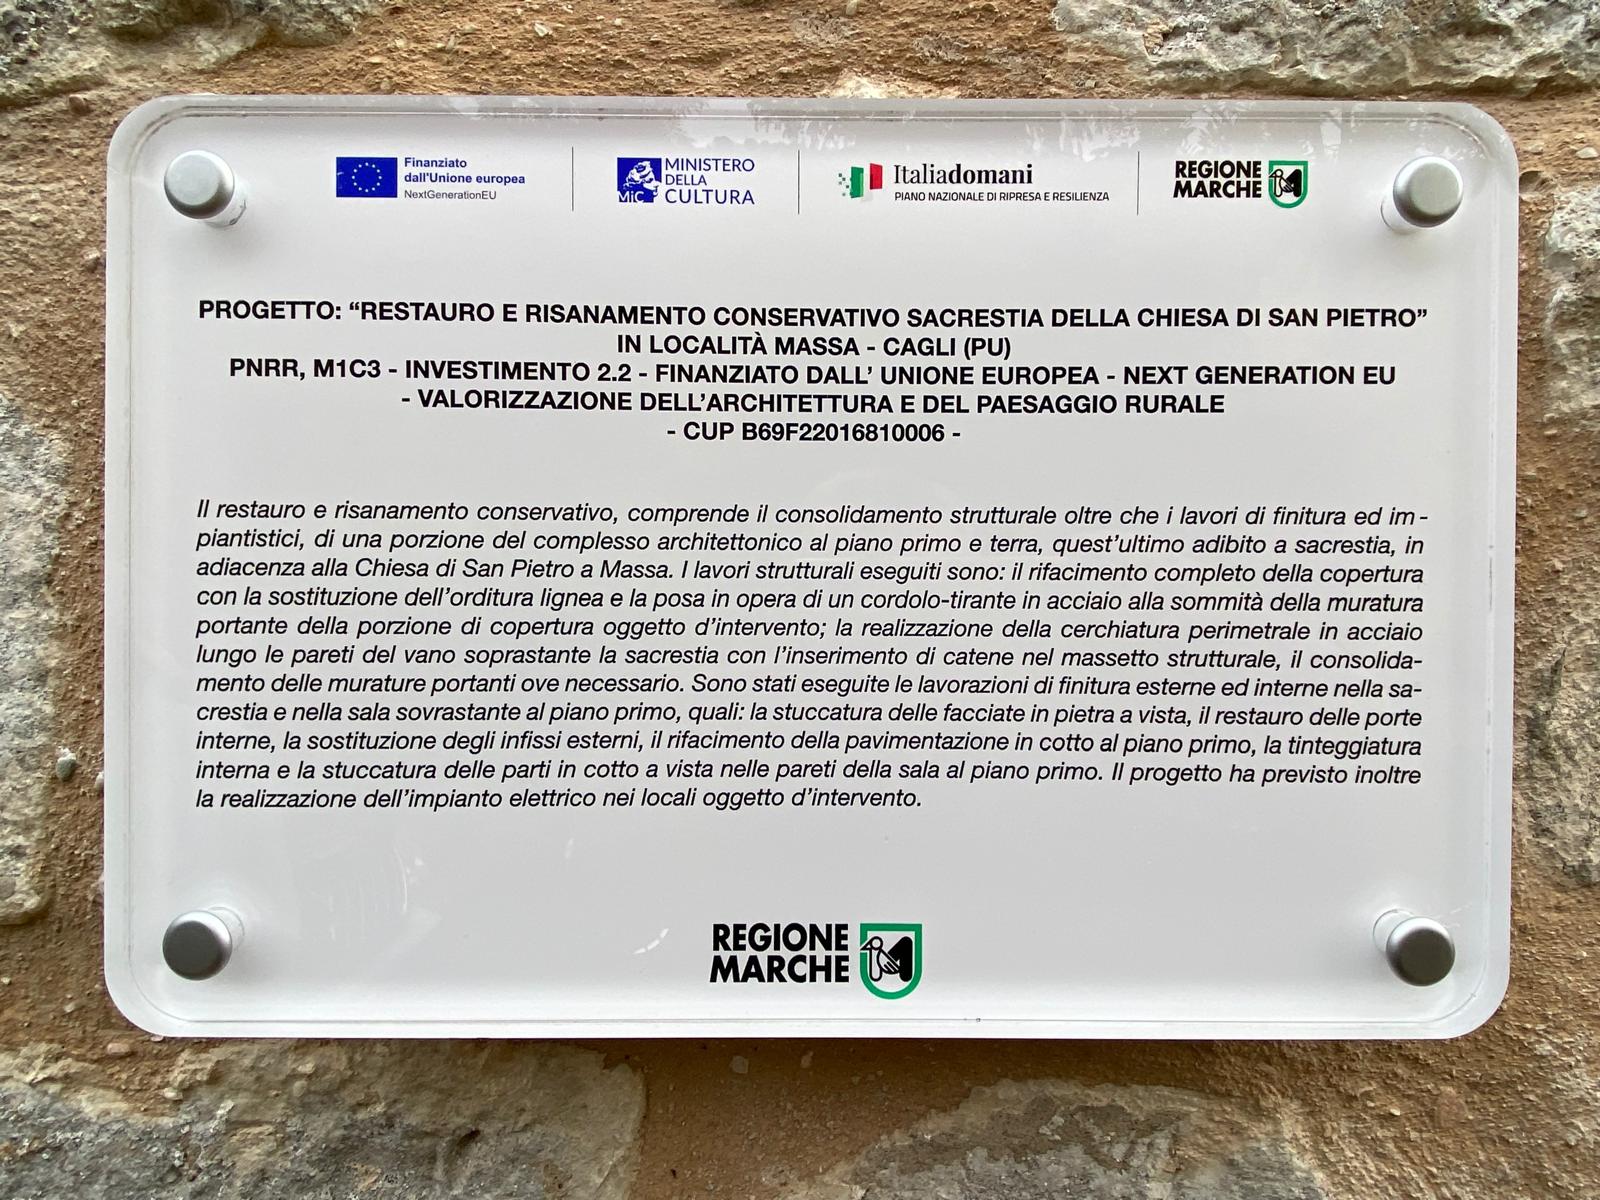 Finanziato
dall'Unione europea
NextGenerationEU
MiC
MINISTERO
DELLA
CULTURA
Italiadomani
PIANO NAZIONALE DI RIPRESA E RESILIENZA
REGIONE
MARCHE
PROGETTO: “RESTAURO E RISANAMENTO CONSERVATIVO SACRESTIA DELLA CHIESA DI SAN PIETRO”
IN LOCALITÀ MASSA - CAGLI (PU)
PNRR, M1C3 - INVESTIMENTO 2.2 - FINANZIATO DALL’ UNIONE EUROPEA - NEXT GENERATION EU
- VALORIZZAZIONE DELL’ARCHITETTURA E DEL PAESAGGIO RURALE
- CUP B69F22016810006 -
Il restauro e risanamento conservativo, comprende il consolidamento strutturale oltre che i lavori di finitura ed im-
piantistici, di una porzione del complesso architettonico al piano primo e terra, quest’ultimo adibito a sacrestia, in
adiacenza alla Chiesa di San Pietro a Massa. I lavori strutturali eseguiti sono: il rifacimento completo della copertura
con la sostituzione dell’orditura lignea e la posa in opera di un cordolo-tirante in acciaio alla sommità della muratura
portante della porzione di copertura oggetto d’intervento; la realizzazione della cerchiatura perimetrale in acciaio
lungo le pareti del vano soprastante la sacrestia con l’inserimento di catene nel massetto strutturale, il consolida-
mento delle murature portanti ove necessario. Sono stati eseguite le lavorazioni di finitura esterne ed interne nella sa-
crestia e nella sala sovrastante al piano primo, quali: la stuccatura delle facciate in pietra a vista, il restauro delle porte
interne, la sostituzione degli infissi esterni, il rifacimento della pavimentazione in cotto al piano primo, la tinteggiatura
interna e la stuccatura delle parti in cotto a vista nelle pareti della sala al piano primo. Il progetto ha previsto inoltre
la realizzazione dell’impianto elettrico nei locali oggetto d’intervento.
REGIONE
MARCHE